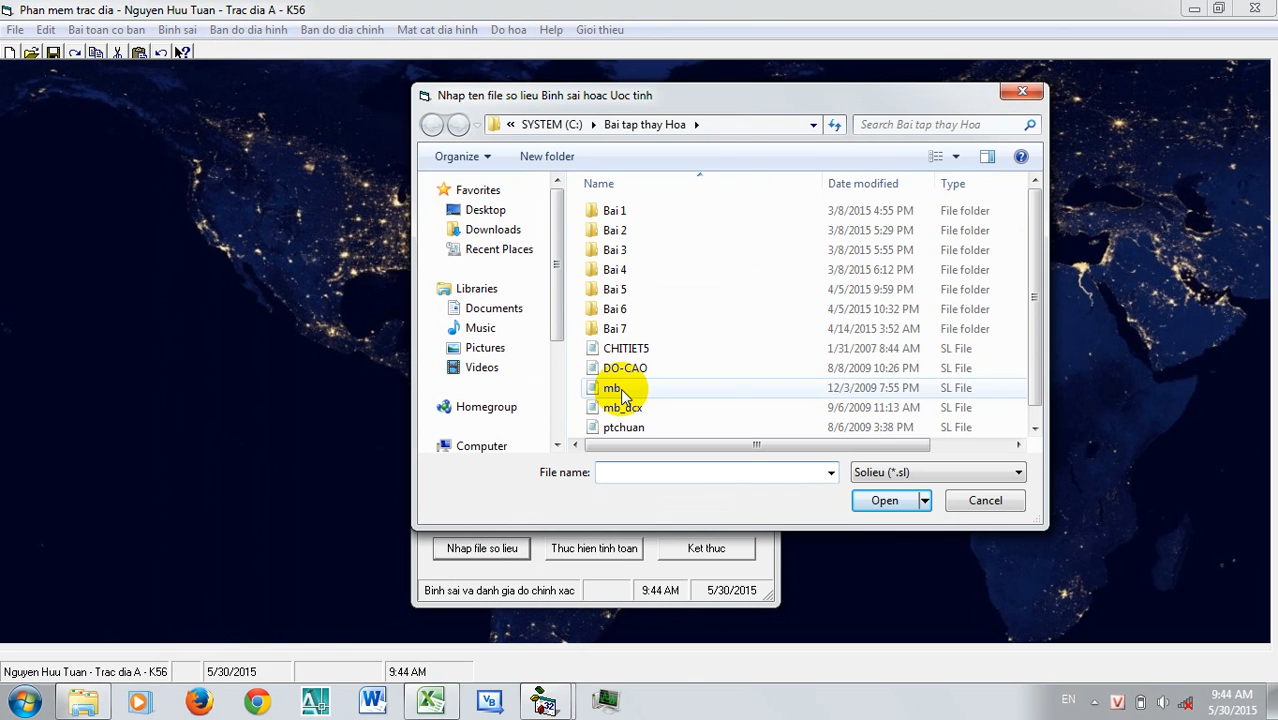 Phan mem trac dia - Nguyen Huu Tuan - Trac dia A - K56
File Edit Bai toan co ban Binh sai Ban do dia hinh Ban do dia chinh Mat cat dia hinh Do hoa Help Gioi thieu
Nhap ten file so lieu Binh sai hoac Uoc tinh
SYSTEM (C:) Bai tap thay Hoa
Search Bai tap thay Hoa
Organize New folder
Name Date modified Type
Favorites
Desktop
Downloads
Recent Places
Libraries
Documents
Music
Pictures
Videos
Homegroup
Computer
Bai 1 3/8/2015 4:55 PM File folder
Bai 2 3/8/2015 5:29 PM File folder
Bai 3 3/8/2015 5:55 PM File folder
Bai 4 3/8/2015 6:12 PM File folder
Bai 5 4/5/2015 9:59 PM File folder
Bai 6 4/5/2015 10:32 PM File folder
Bai 7 4/14/2015 3:52 AM File folder
CHITIET5 1/31/2007 8:44 AM SL File
DO-CAO 8/8/2009 10:26 PM SL File
mb 12/3/2009 7:55 PM SL File
mb_dcx 9/6/2009 11:13 AM SL File
ptchuan 8/6/2009 3:38 PM SL File
File name: Solieu (*.sl)
Open Cancel
Nhap file so lieu Thuc hien tinh toan Ket thuc
Binh sai va danh gia do chinh xac 9:44 AM 5/30/2015
Nguyen Huu Tuan - Trac dia A - K56 5/30/2015 9:44 AM
EN
9:44 AM
5/30/2015